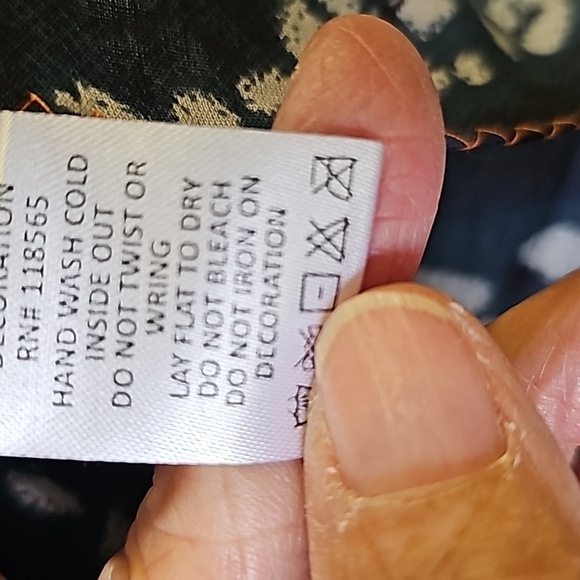 RN# 118565
HAND WASH COLD
INSIDE OUT
DO NOT TWIST OR
WRING
LAY FLAT TO DRY
DO NOT BLEACH
DO NOT IRON ON
DECORATION